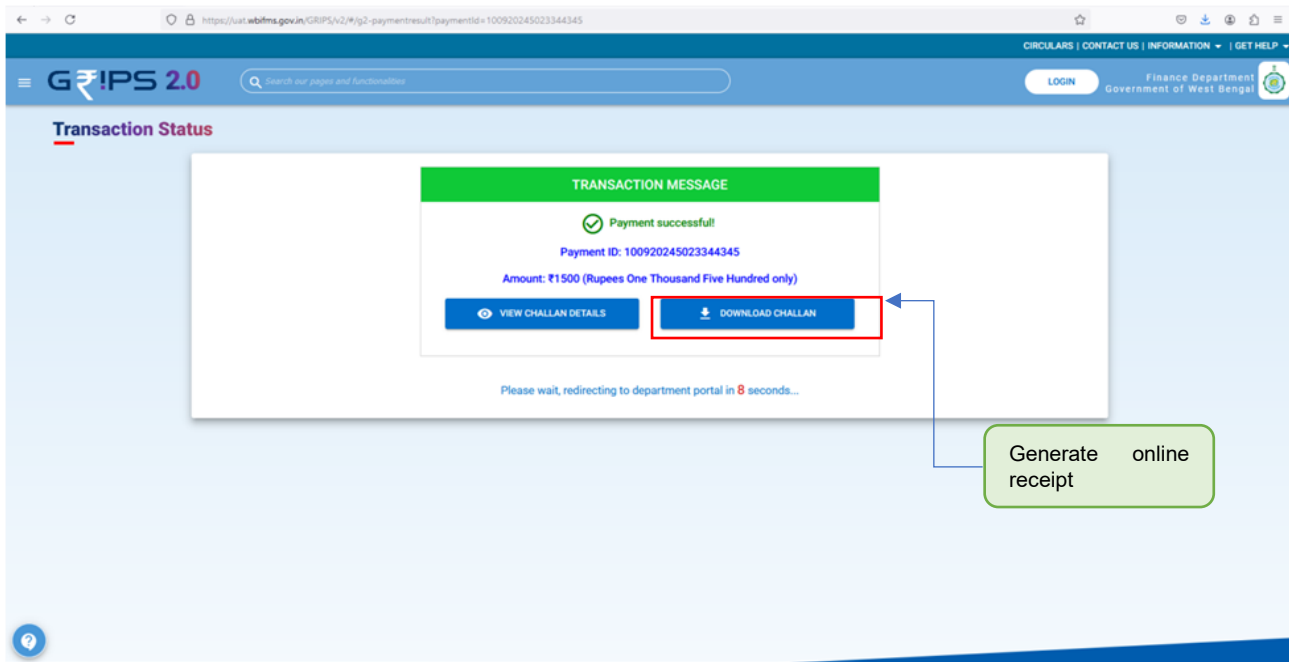 https://uat.wbifms.gov.in/GRIPS/v2/#/g2-paymentresult?paymentId=100920245023344345
CIRCULARS | CONTACT US | INFORMATION | GET HELP
G₹!PS 2.0
Search our pages and functionalities
LOGIN
Finance Department
Government of West Bengal
Transaction Status
TRANSACTION MESSAGE
Payment successful!
Payment ID: 100920245023344345
Amount: ₹1500 (Rupees One Thousand Five Hundred only)
VIEW CHALLAN DETAILS
DOWNLOAD CHALLAN
Please wait, redirecting to department portal in 8 seconds...
Generate online
receipt